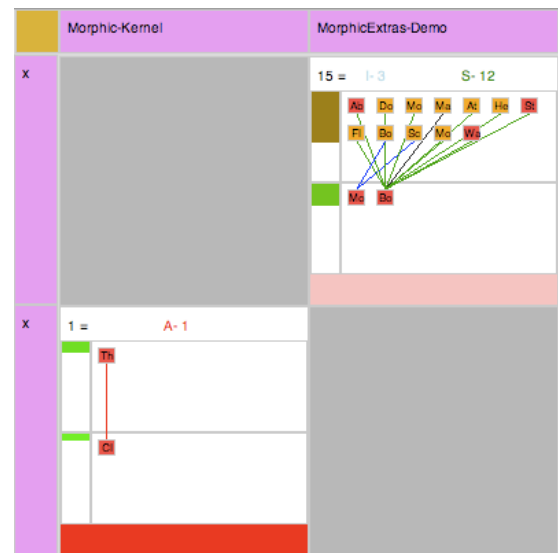 Morphic-Kernel MorphicExtras-Demo
x 15 = I- 3 S- 12
Ab Do Mo Ma At He St
Fl Bo Sc Mo Wa
Mo Bo
x 1 = A- 1
Th
Cl